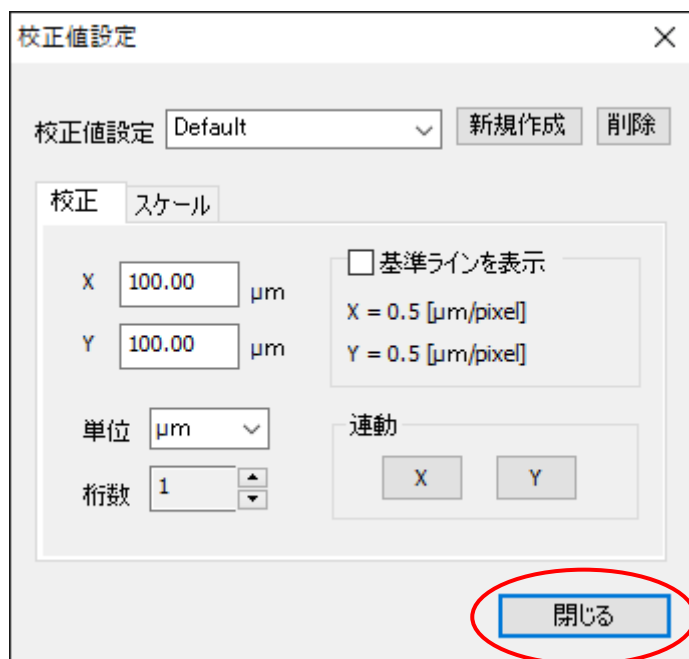 校正値設定
校正値設定 Default 新規作成 削除
校正 スケール
X 100.00 µm
Y 100.00 µm
基準ラインを表示
X = 0.5 [µm/pixel]
Y = 0.5 [µm/pixel]
単位 µm
桁数 1
連動
X Y
閉じる